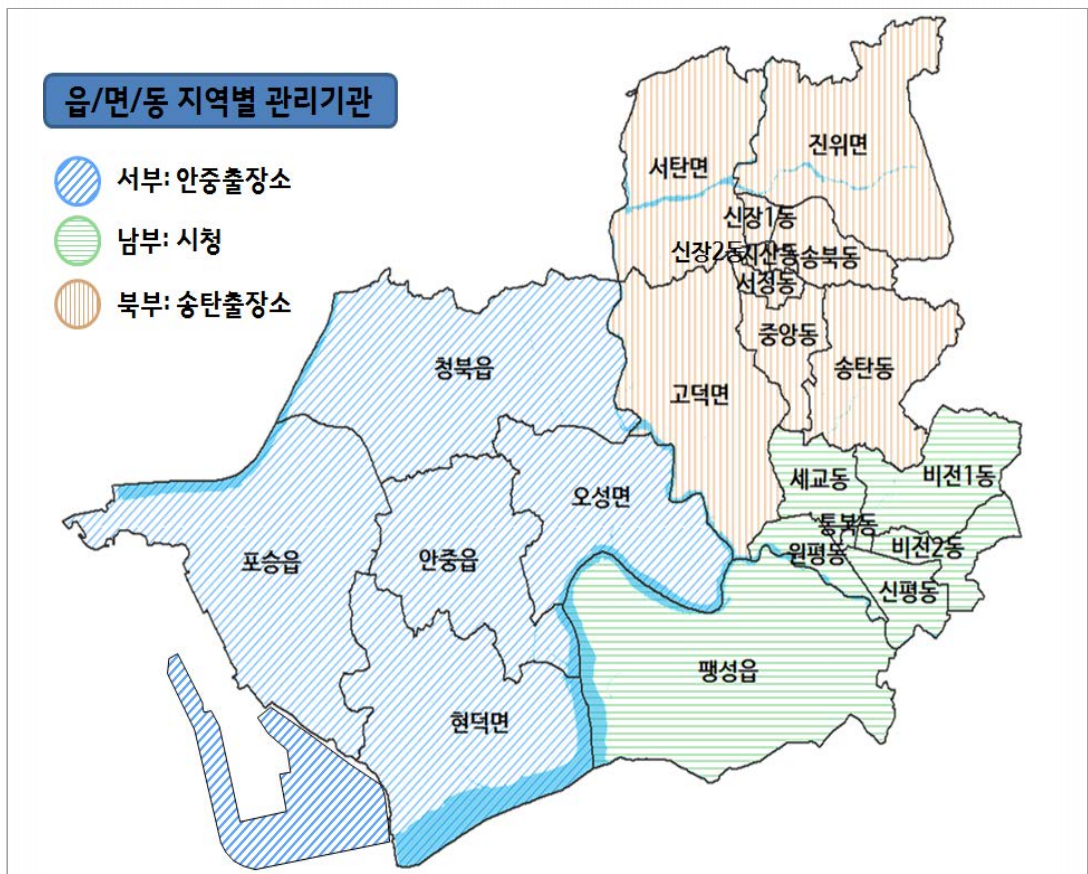 읍/면/동 지역별 관리기관
서부: 안중출장소
남부: 시청
북부: 송탄출장소
진위면
서탄면
신장1동
신장2동
지산동
송북동
서정동
중앙동
송탄동
청북읍
고덕면
세교동
비전1동
오성면
통복동
비전2동
원평동
포승읍
안중읍
신평동
팽성읍
현덕면